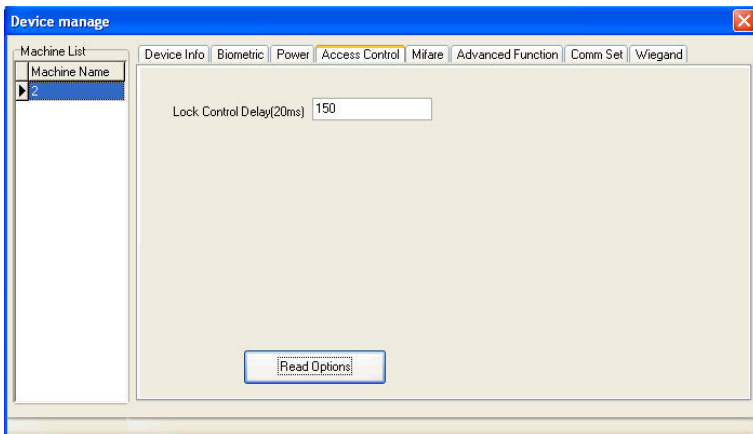 Device manage
Machine List
Machine Name
2
Device Info Biometric Power Access Control Mifare Advanced Function Comm Set Wiegand
Lock Control Delay(20ms) 150
Read Options